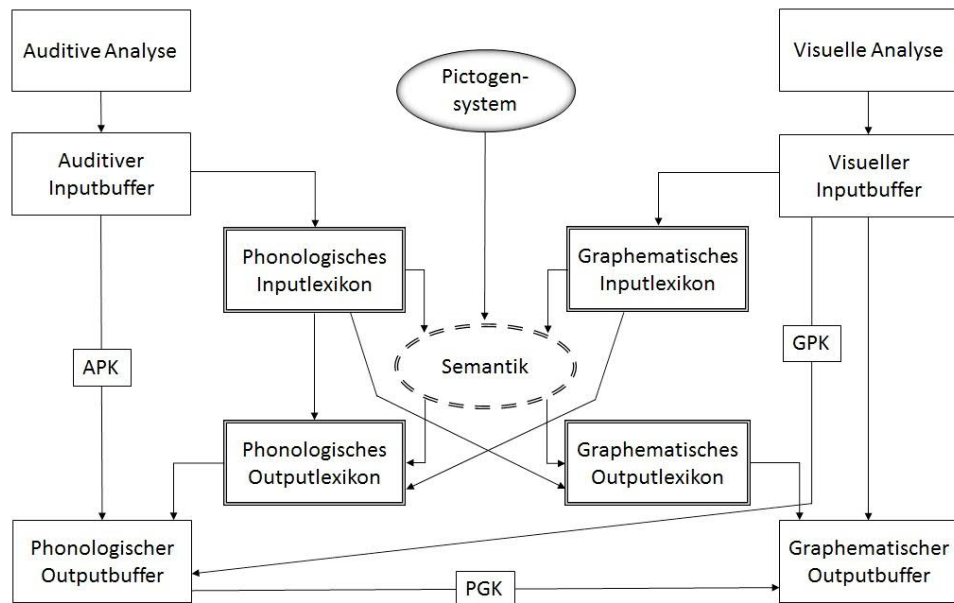 Auditive Analyse
Pictogen-
system
Visuelle Analyse
Auditiver
Inputbuffer
Visueller
Inputbuffer
Phonologisches
Inputlexikon
Graphematisches
Inputlexikon
APK
Semantik
GPK
Phonologisches
Outputlexikon
Graphematisches
Outputlexikon
Phonologischer
Outputbuffer
PGK
Graphematischer
Outputbuffer